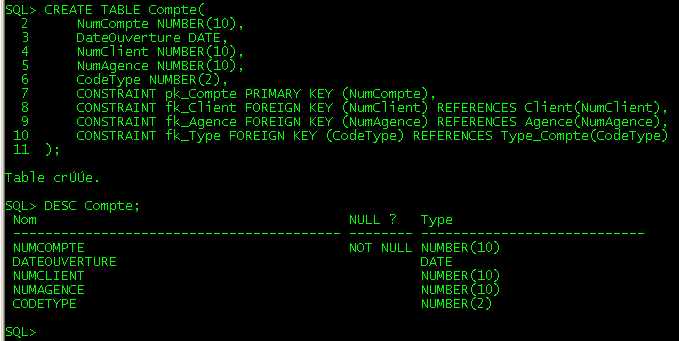 SQL> CREATE TABLE Compte(
  2      NumCompte NUMBER(10),
  3      DateOuverture DATE,
  4      NumClient NUMBER(10),
  5      NumAgence NUMBER(10),
  6      CodeType NUMBER(2),
  7      CONSTRAINT pk_Compte PRIMARY KEY (NumCompte),
  8      CONSTRAINT fk_Client FOREIGN KEY (NumClient) REFERENCES Client(NumClient),
  9      CONSTRAINT fk_Agence FOREIGN KEY (NumAgence) REFERENCES Agence(NumAgence),
 10      CONSTRAINT fk_Type FOREIGN KEY (CodeType) REFERENCES Type_Compte(CodeType)
 11  );
Table crÚÚe.
SQL> DESC Compte;
 Nom                                       NULL ?   Type
 ----------------------------------------- -------- ----------------------------
 NUMCOMPTE                                 NOT NULL NUMBER(10)
 DATEOUVERTURE                                      DATE
 NUMCLIENT                                          NUMBER(10)
 NUMAGENCE                                          NUMBER(10)
 CODETYPE                                           NUMBER(2)
SQL>